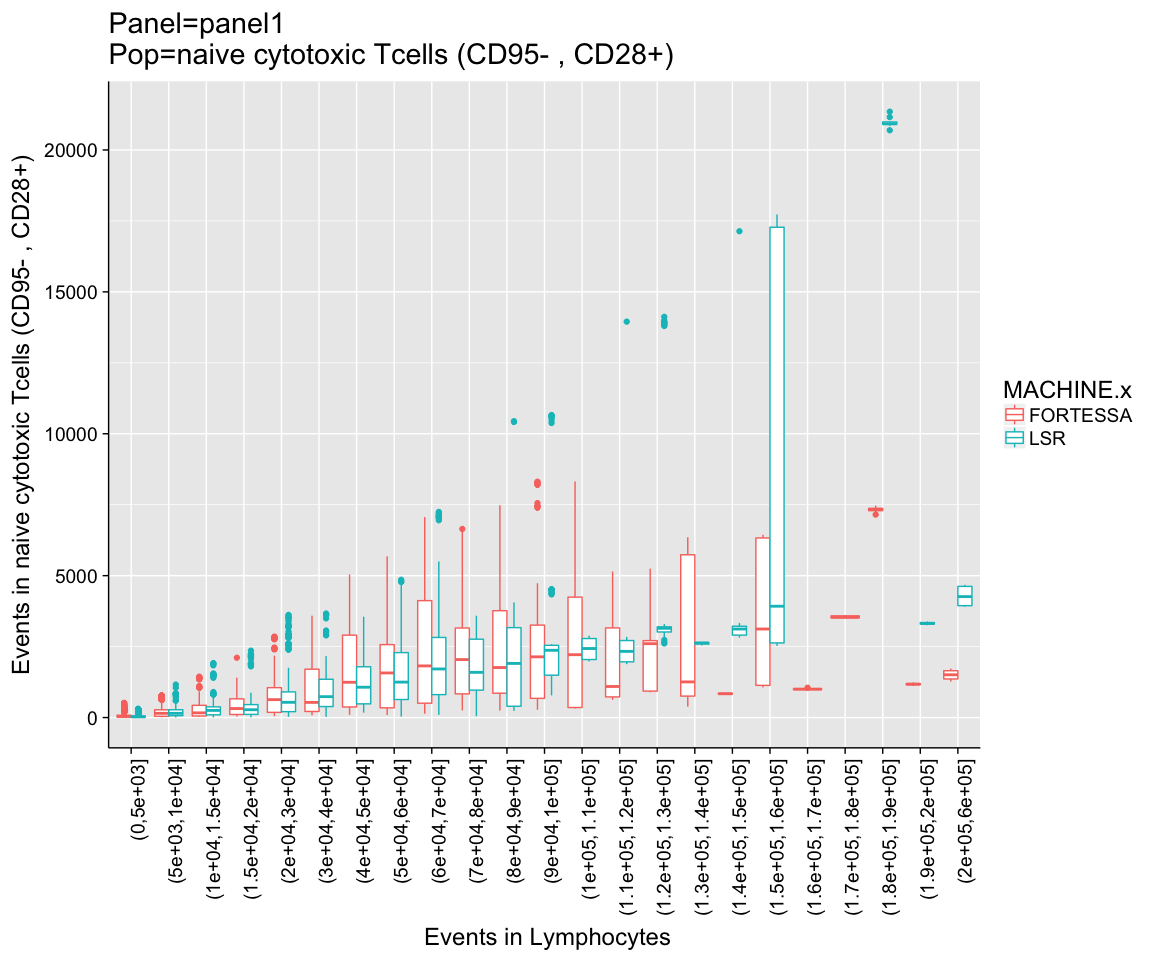 Panel=panel1
Pop=naive cytotoxic Tcells (CD95- , CD28+)
Events in naive cytotoxic Tcells (CD95- , CD28+)
20000
15000
10000
5000
0
(0,5e+03]
(5e+03,1e+04]
(1e+04,1.5e+04]
(1.5e+04,2e+04]
(2e+04,3e+04]
(3e+04,4e+04]
(4e+04,5e+04]
(5e+04,6e+04]
(6e+04,7e+04]
(7e+04,8e+04]
(8e+04,9e+04]
(9e+04,1e+05]
(1e+05,1.1e+05]
(1.1e+05,1.2e+05]
(1.2e+05,1.3e+05]
(1.3e+05,1.4e+05]
(1.4e+05,1.5e+05]
(1.5e+05,1.6e+05]
(1.6e+05,1.7e+05]
(1.7e+05,1.8e+05]
(1.8e+05,1.9e+05]
(1.9e+05,2e+05]
(2e+05,6e+05]
Events in Lymphocytes
MACHINE.x
FORTESSA
LSR